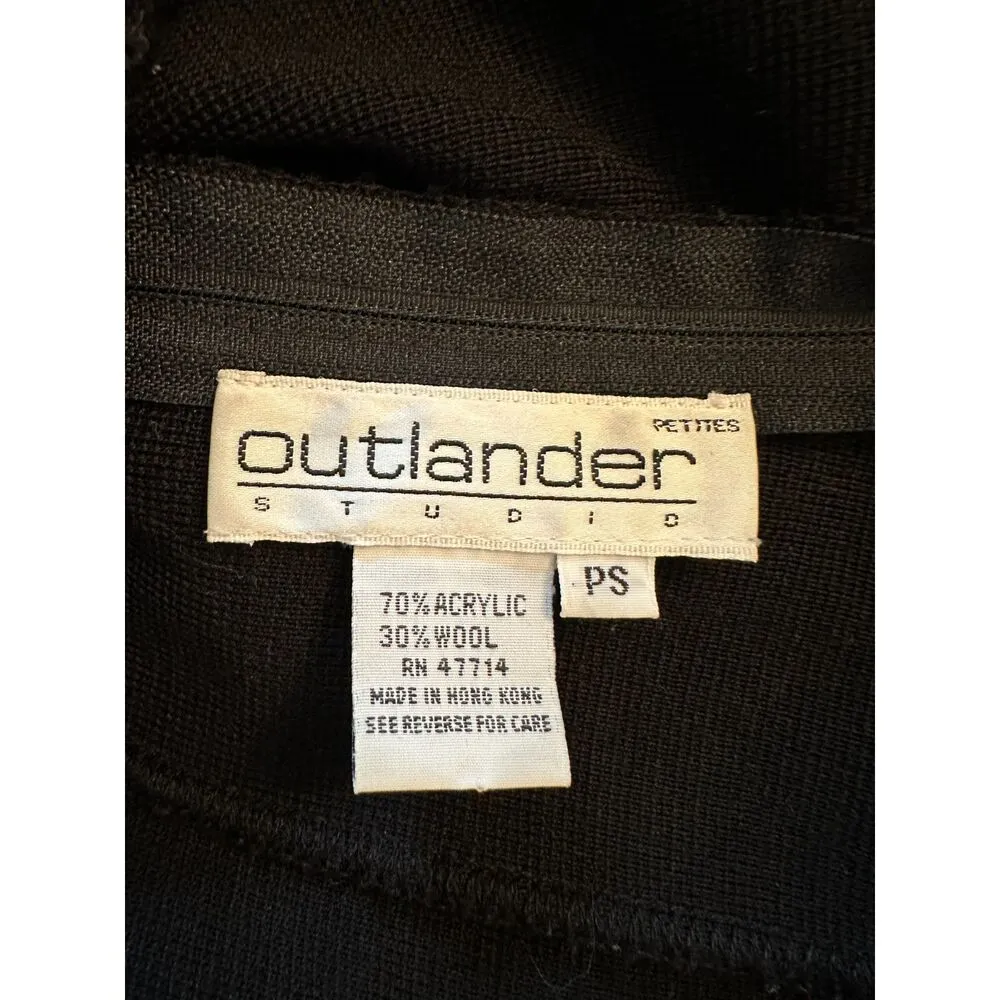 PETITES
outlander
STUDIO
PS
70% ACRYLIC
30% WOOL
RN 47714
MADE IN HONG KONG
SEE REVERSE FOR CARE